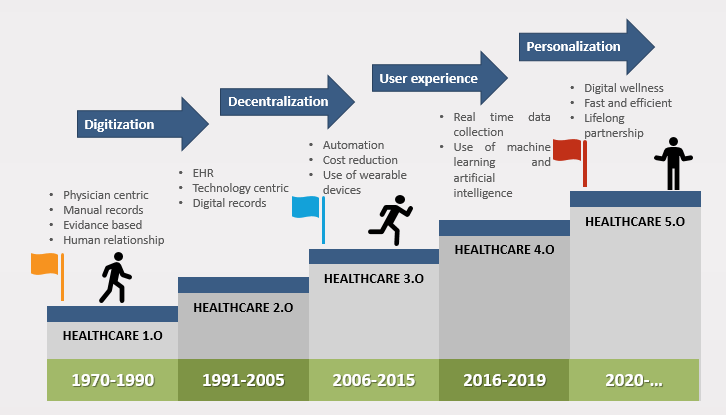 Personalization
User experience
Decentralization
Digitization
• Digital wellness
• Fast and efficient
• Lifelong
partnership
• Real time data
collection
• Use of machine
learning and
artificial
intelligence
• Automation
• Cost reduction
• Use of wearable
devices
• EHR
• Technology centric
• Digital records
• Physician centric
• Manual records
• Evidence based
• Human relationship
HEALTHCARE 1.O
HEALTHCARE 2.O
HEALTHCARE 3.O
HEALTHCARE 4.O
HEALTHCARE 5.O
1970-1990
1991-2005
2006-2015
2016-2019
2020-...